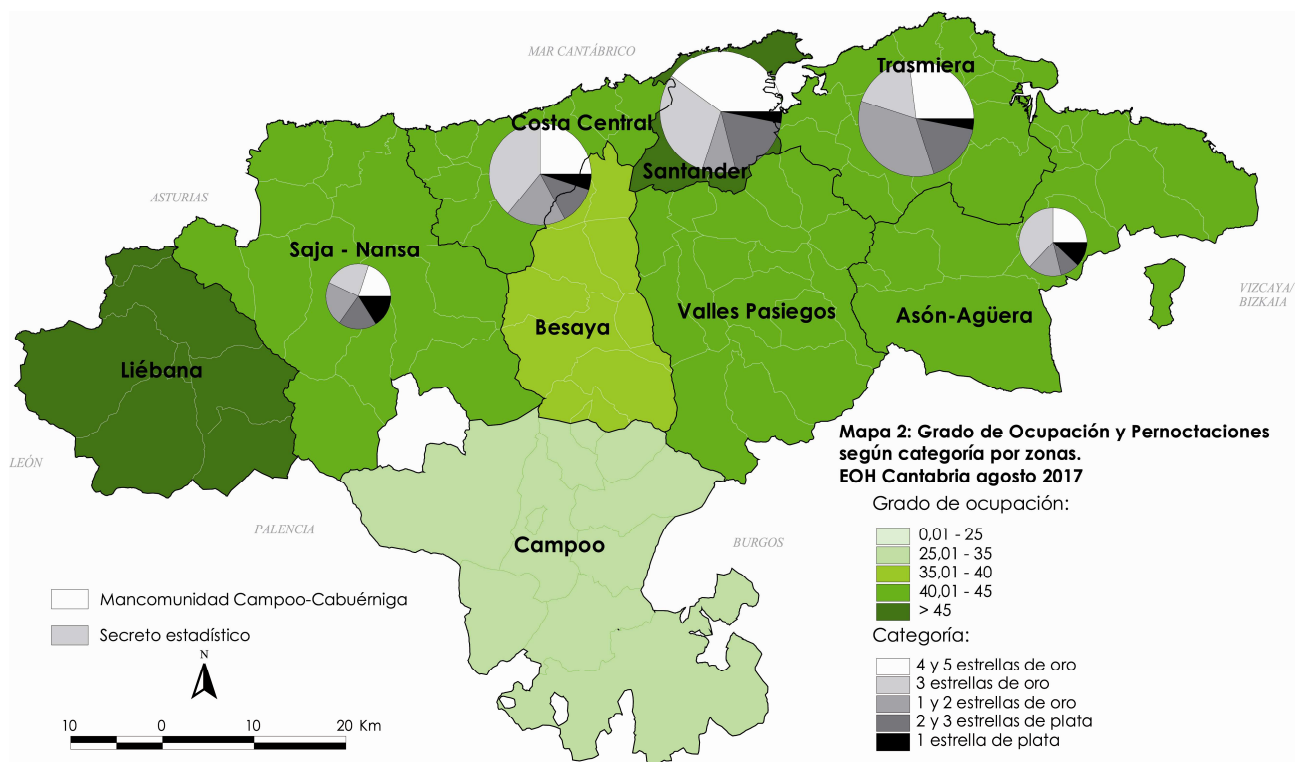 MAR CANTÁBRICO
Trasmiera
Costa Central
Santander
ASTURIAS
Saja - Nansa
VIZCAYA/
BIZKAIA
Besaya
Valles Pasiegos
Asón-Agüera
Liébana
LEÓN
PALENCIA
Campoo
BURGOS
Mapa 2: Grado de Ocupación y Pernoctaciones
según categoría por zonas.
EOH Cantabria agosto 2017
Grado de ocupación:
0,01 - 25
25,01 - 35
35,01 - 40
40,01 - 45
> 45
Categoría:
4 y 5 estrellas de oro
3 estrellas de oro
1 y 2 estrellas de oro
2 y 3 estrellas de plata
1 estrella de plata
Mancomunidad Campoo-Cabuérniga
Secreto estadístico
N
10 0 10 20 Km